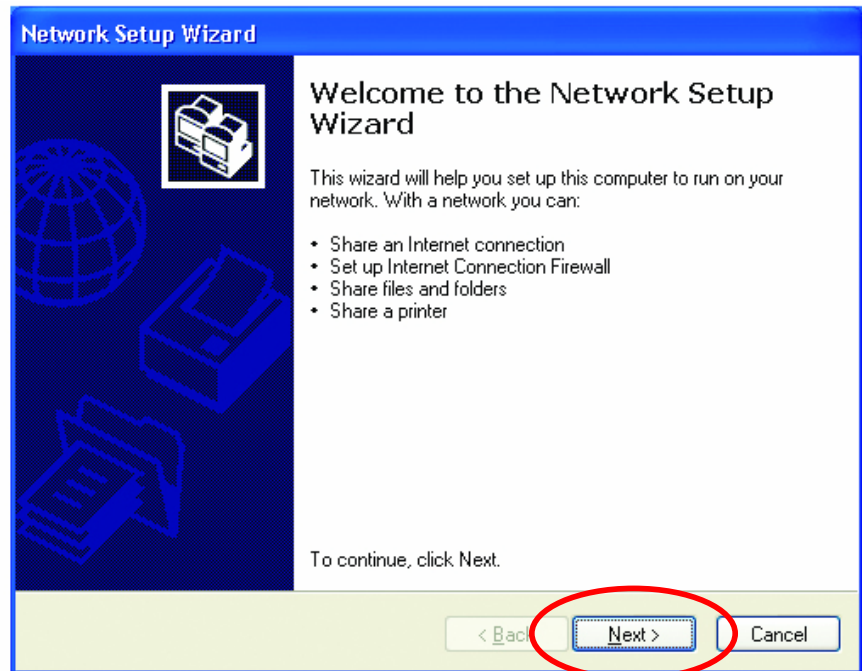 Network Setup Wizard
Welcome to the Network Setup
Wizard
This wizard will help you set up this computer to run on your
network. With a network you can:
• Share an Internet connection
• Set up Internet Connection Firewall
• Share files and folders
• Share a printer
To continue, click Next.
< Back Next > Cancel